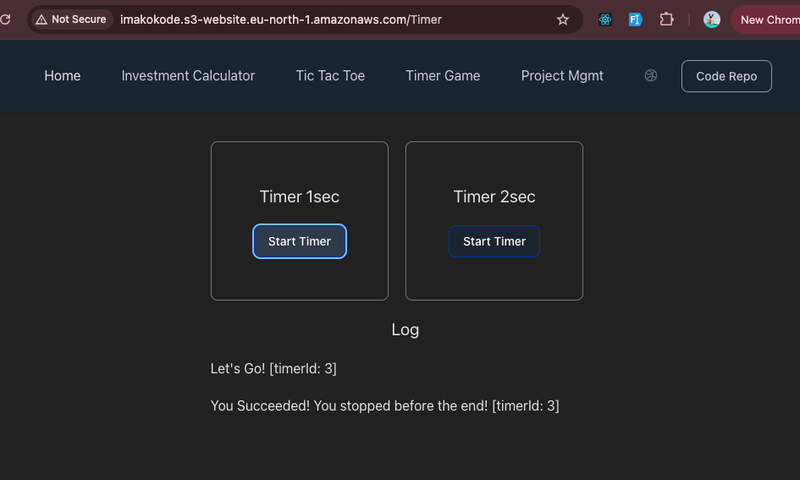 Not Secure imakokode.s3-website.eu-north-1.amazonaws.com/Timer New Chrom
Home Investment Calculator Tic Tac Toe Timer Game Project Mgmt Code Repo
Timer 1sec Timer 2sec
Start Timer Start Timer
Log
Let's Go! [timerId: 3]
You Succeeded! You stopped before the end! [timerId: 3]